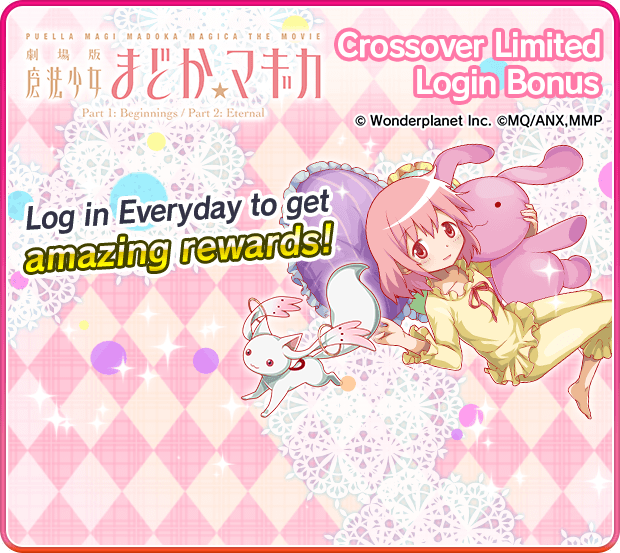 PUELLA MAGI MADOKA MAGICA THE MOVIE
劇場版
魔法少女
まどか★マギカ
Part 1: Beginnings / Part 2: Eternal
Crossover Limited
Login Bonus
© Wonderplanet Inc. ©MQ/ANX,MMP
Log in Everyday to get
amazing rewards!